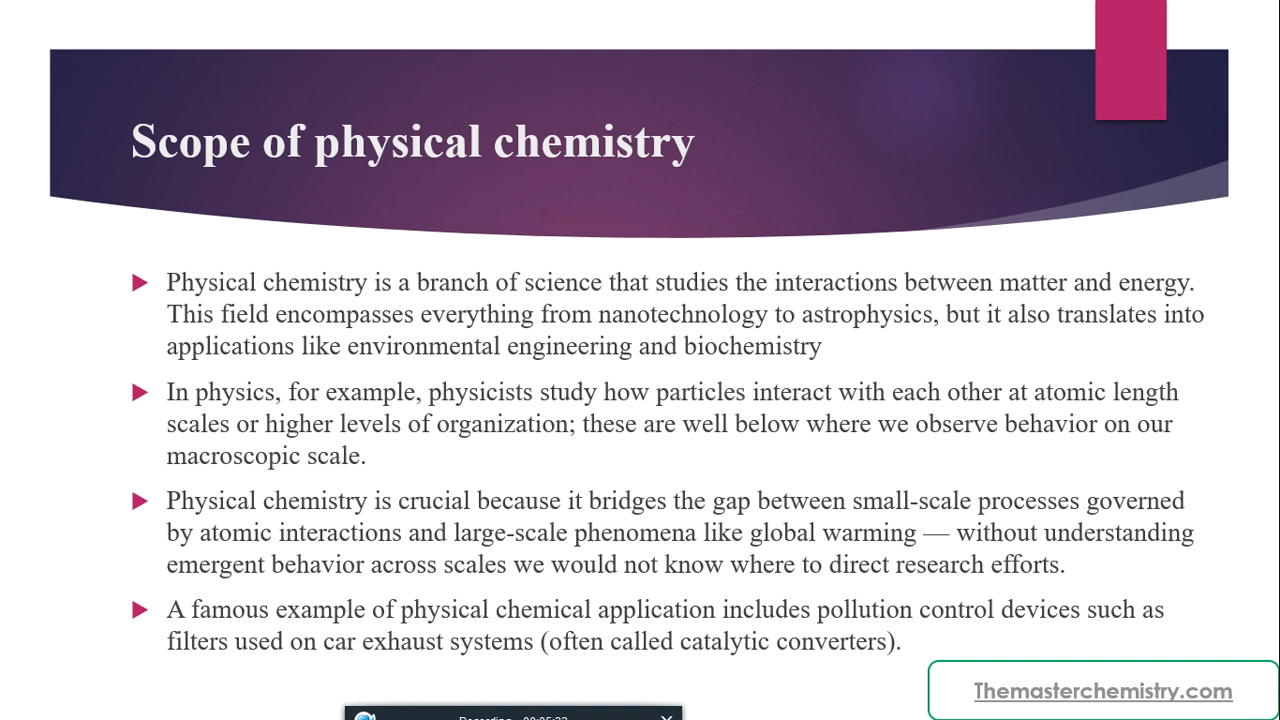 Scope of physical chemistry
Physical chemistry is a branch of science that studies the interactions between matter and energy.
This field encompasses everything from nanotechnology to astrophysics, but it also translates into
applications like environmental engineering and biochemistry
In physics, for example, physicists study how particles interact with each other at atomic length
scales or higher levels of organization; these are well below where we observe behavior on our
macroscopic scale.
Physical chemistry is crucial because it bridges the gap between small-scale processes governed
by atomic interactions and large-scale phenomena like global warming — without understanding
emergent behavior across scales we would not know where to direct research efforts.
A famous example of physical chemical application includes pollution control devices such as
filters used on car exhaust systems (often called catalytic converters).
Themasterchemistry.com
Recording